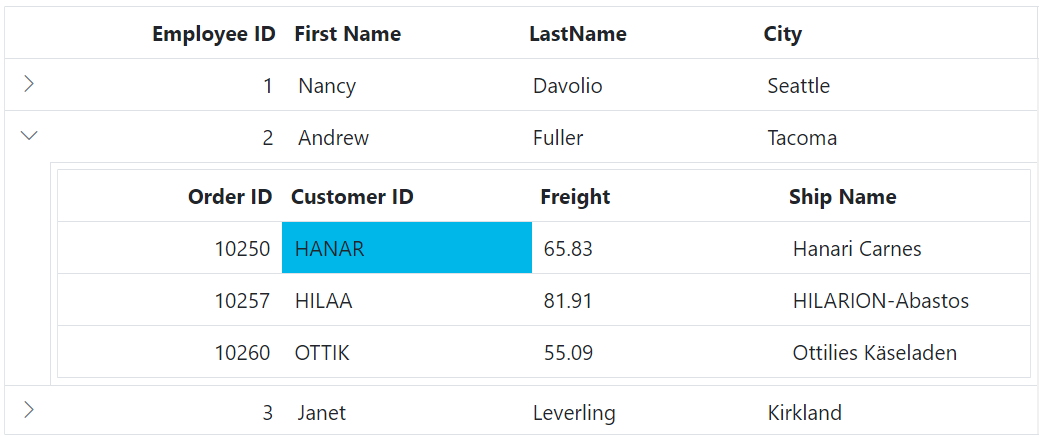 Employee ID First Name LastName City
1 Nancy Davolio Seattle
2 Andrew Fuller Tacoma
Order ID Customer ID Freight Ship Name
10250 HANAR 65.83 Hanari Carnes
10257 HILAA 81.91 HILARION-Abastos
10260 OTTIK 55.09 Ottilies Käseladen
3 Janet Leverling Kirkland